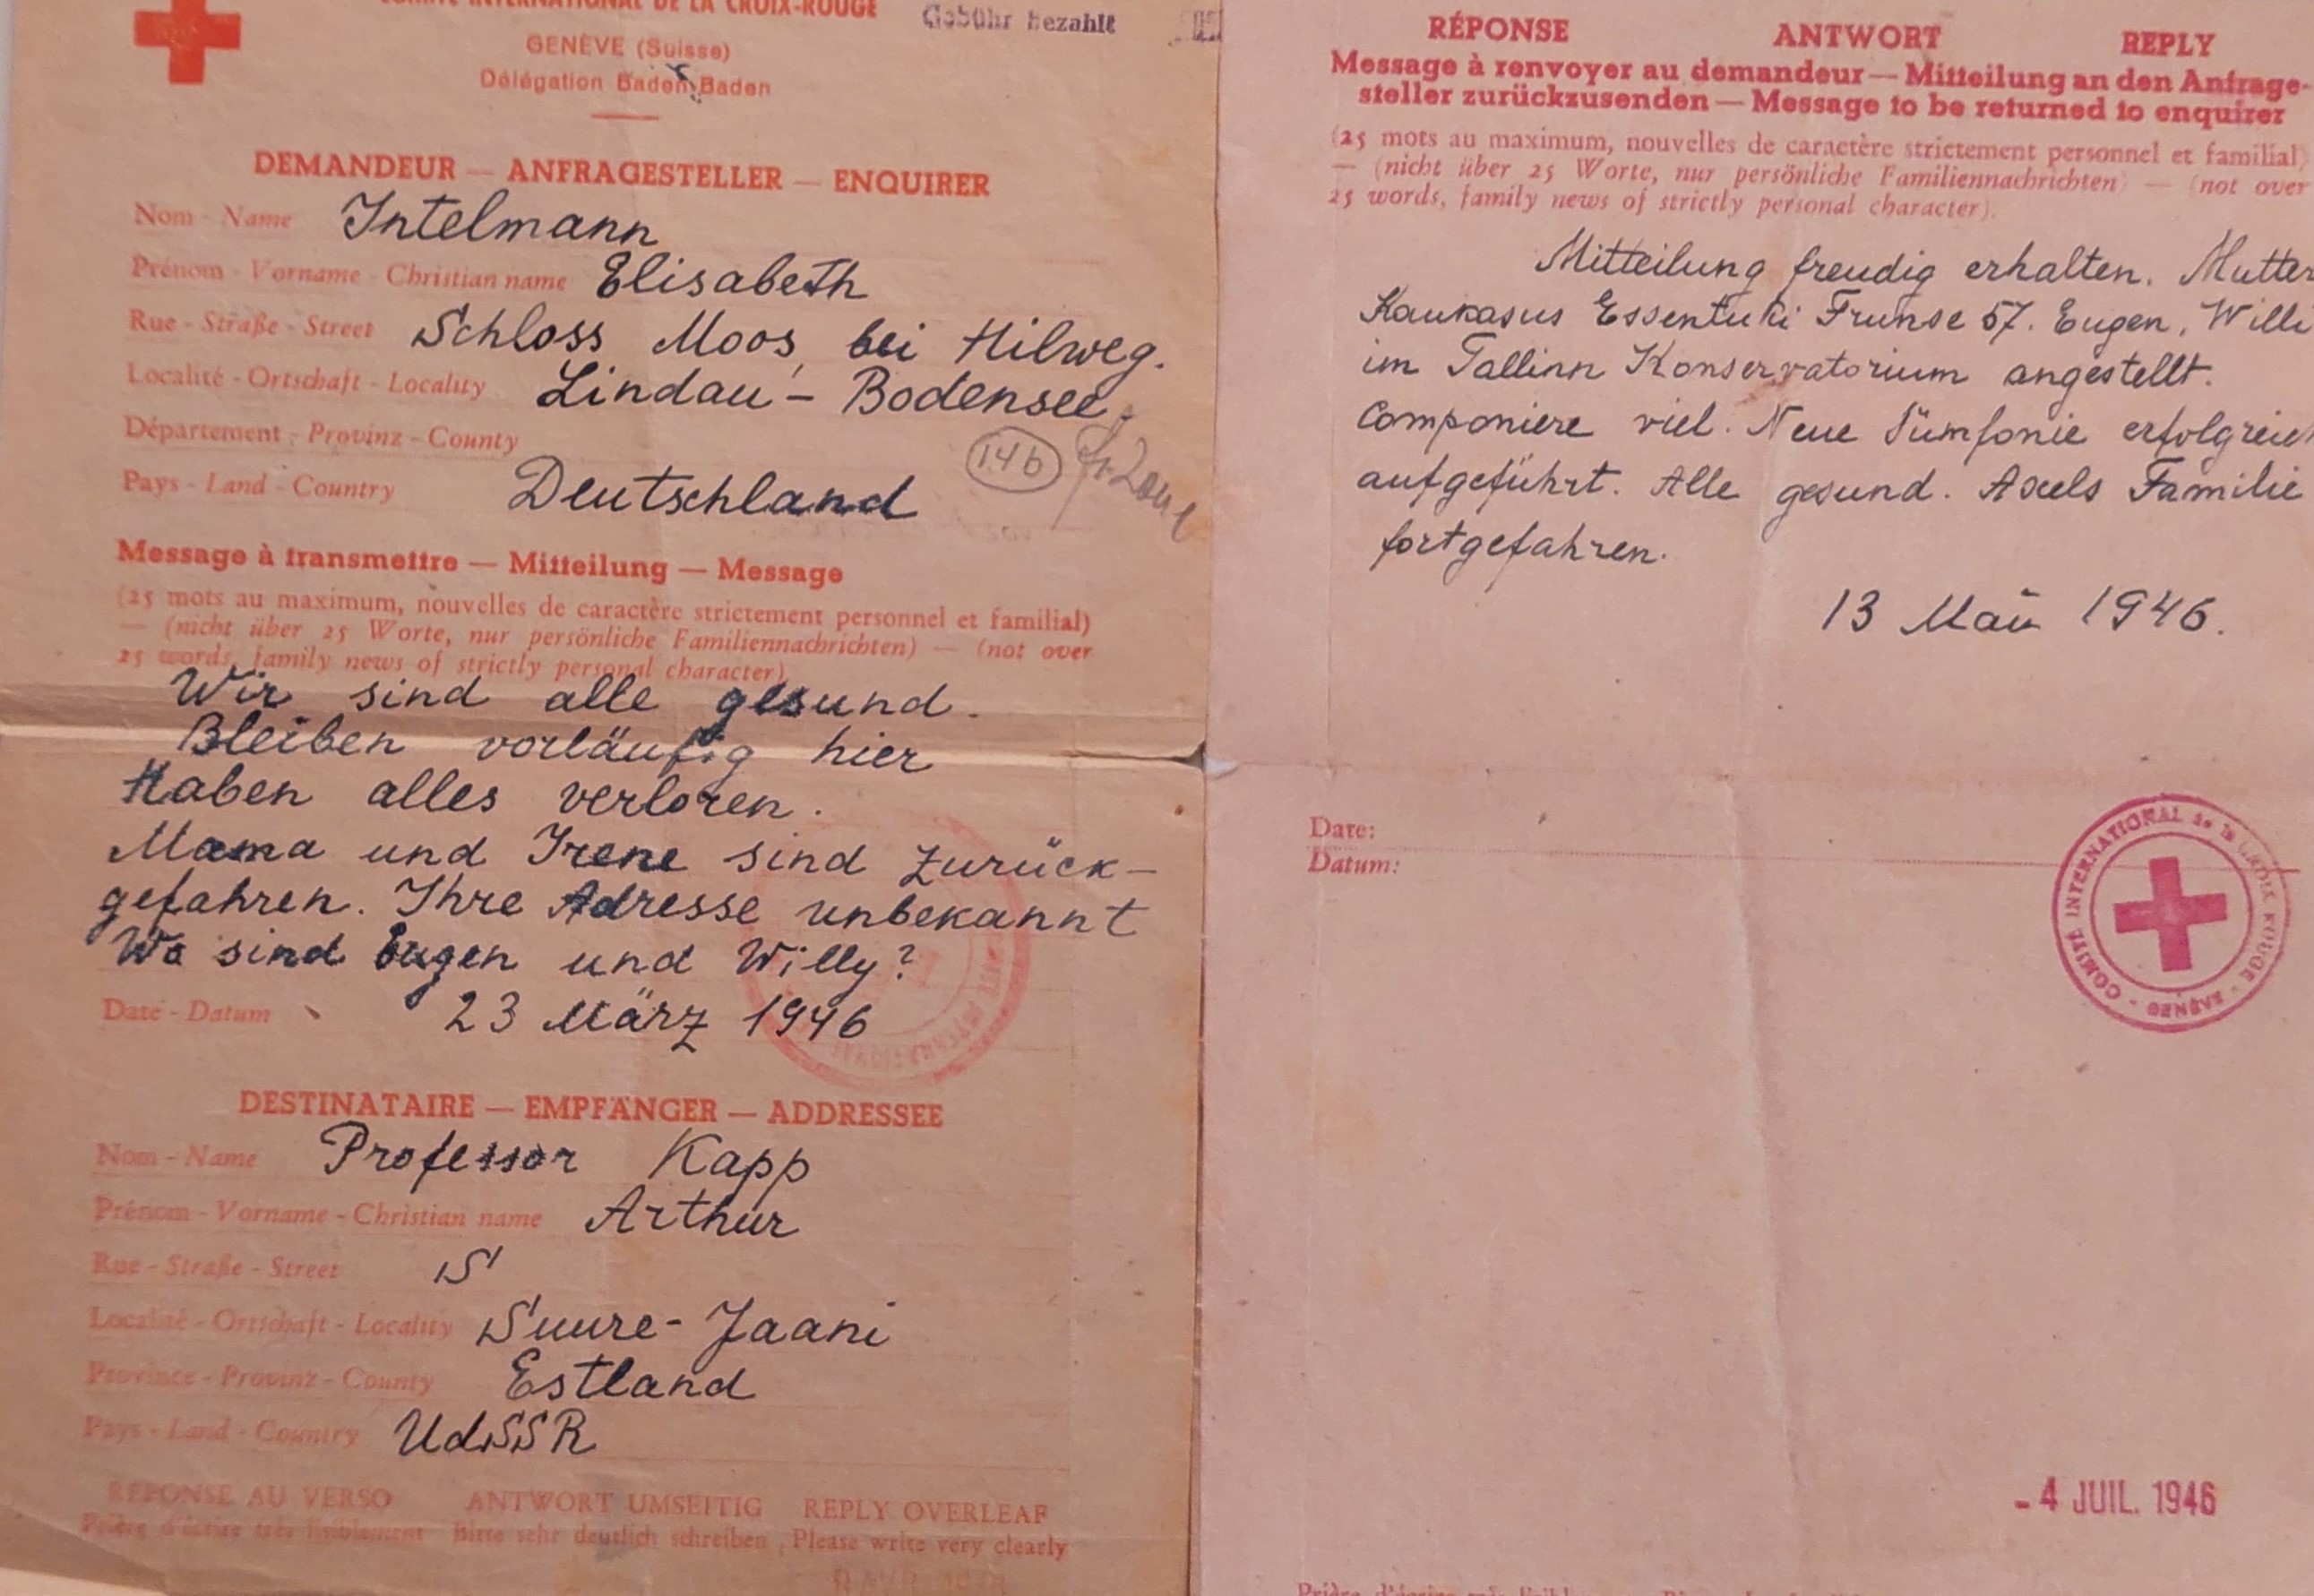 COMITÉ INTERNATIONAL DE LA CROIX-ROUGE
Gebühr bezahlt
GENÈVE (Suisse)
Délégation Baden-Baden
DEMANDEUR — ANFRAGESTELLER — ENQUIRER
Nom - Name Intelmann
Prénom - Vorname - Christian name Elisabeth
Rue - Straße - Street Schloss Moos, bei Hilweg.
Localité - Ortschaft - Locality Lindau - Bodensee.
Département - Provinz - County
146
Pays - Land - Country Deutschland
Message à transmettre — Mitteilung — Message
(25 mots au maximum, nouvelles de caractère strictement personnel et familial)
— (nicht über 25 Worte, nur persönliche Familiennachrichten) — (not over
25 words, family news of strictly personal character)
Wir sind alle gesund.
Bleiben vorläufig hier
Haben alles verloren.
Mama und Irene sind zurück-
gefahren. Ihre Adresse unbekannt
Wo sind Eugen und Willy?
Date - Datum 23 März 1946
DESTINATAIRE — EMPFÄNGER — ADDRESSEE
Nom - Name Professor Kapp
Prénom - Vorname - Christian name Arthur
Rue - Straße - Street S
Localité - Ortschaft - Locality Suure-Jaani
Province - Provinz - County Estland
Pays - Land - Country UdSSR
RÉPONSE AU VERSO ANTWORT UMSEITIG REPLY OVERLEAF
Prière d'écrire très lisiblement Bitte sehr deutlich schreiben Please write very clearly
RÉPONSE ANTWORT REPLY
Message à renvoyer au demandeur — Mitteilung an den Anfrage-
steller zurückzusenden — Message to be returned to enquirer
(25 mots au maximum, nouvelles de caractère strictement personnel et familial)
— (nicht über 25 Worte, nur persönliche Familiennachrichten) — (not over
25 words, family news of strictly personal character).
Mitteilung freudig erhalten. Mutter
Kaukasus Essentuki Frunse 57. Eugen, Willi
im Tallinn Konservatorium angestellt.
Componiere viel. Neue Sümfonie erfolgreich
aufgeführt. Alle gesund. Axels Familie
fortgefahren.
13 Mai 1946.
Date:
Datum:
COMITÉ INTERNATIONAL de la CROIX ROUGE - GENÈVE -
- 4 JUIL. 1946